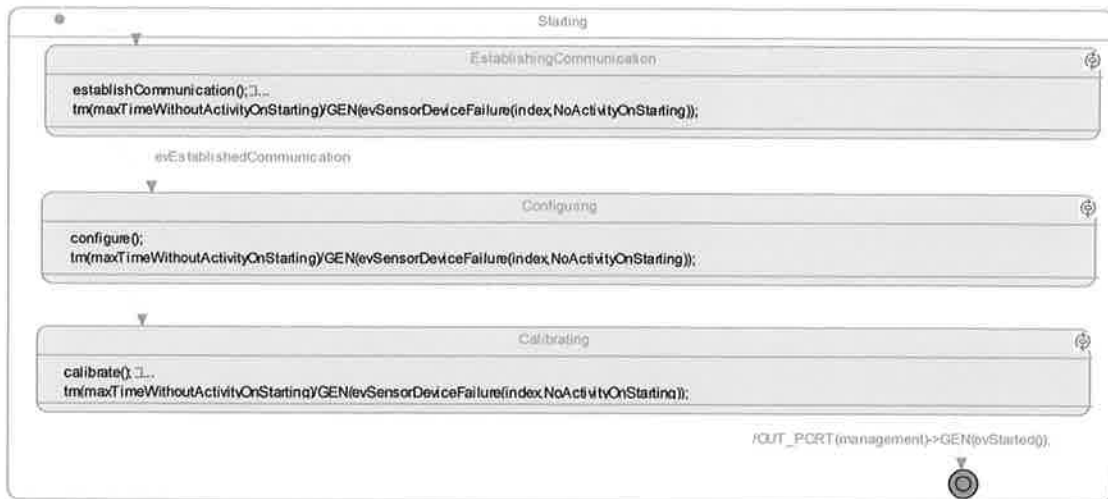 Starting
EstablishingCommunication
establishCommunication();...
tm(maxTimeWithoutActivityOnStarting)/GEN(evSensorDeviceFailure(index,NoActivityOnStarting));
evEstablishedCommunication
Configuring
configure();
tm(maxTimeWithoutActivityOnStarting)/GEN(evSensorDeviceFailure(index,NoActivityOnStarting));
Calibrating
calibrate();...
tm(maxTimeWithoutActivityOnStarting)/GEN(evSensorDeviceFailure(index,NoActivityOnStarting));
/OUT_PORT(management)->GEN(evStarted());